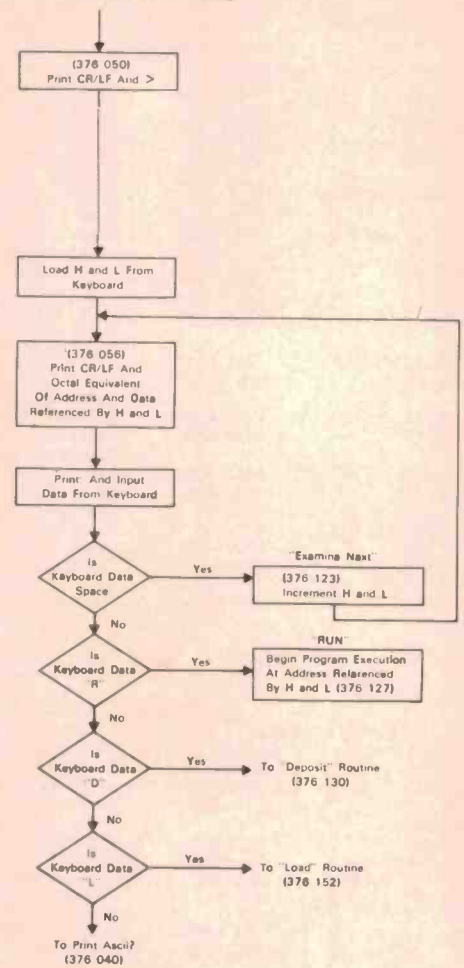 (376 050)
Print CR/LF And >
Load H and L From
Keyboard
(376 056)
Print CR/LF And
Octal Equivalent
Of Address And Data
Referenced By H and L
Print: And Input
Data From Keyboard
Is
Keyboard Data
Space
Yes
"Examina Naxt"
(376 123)
Increment H and L
No
Is
Keyboard Data
"R"
Yes
"RUN"
Begin Program Execution
At Address Relarenced
By H and L (376 127)
No
Is
Keyboard Data
"D"
Yes
To "Deposit" Routine
(376 130)
No
Is
Keyboard Data
"L"
Yes
To "Load" Routine
(376 152)
No
To Print Ascii?
(376 040)